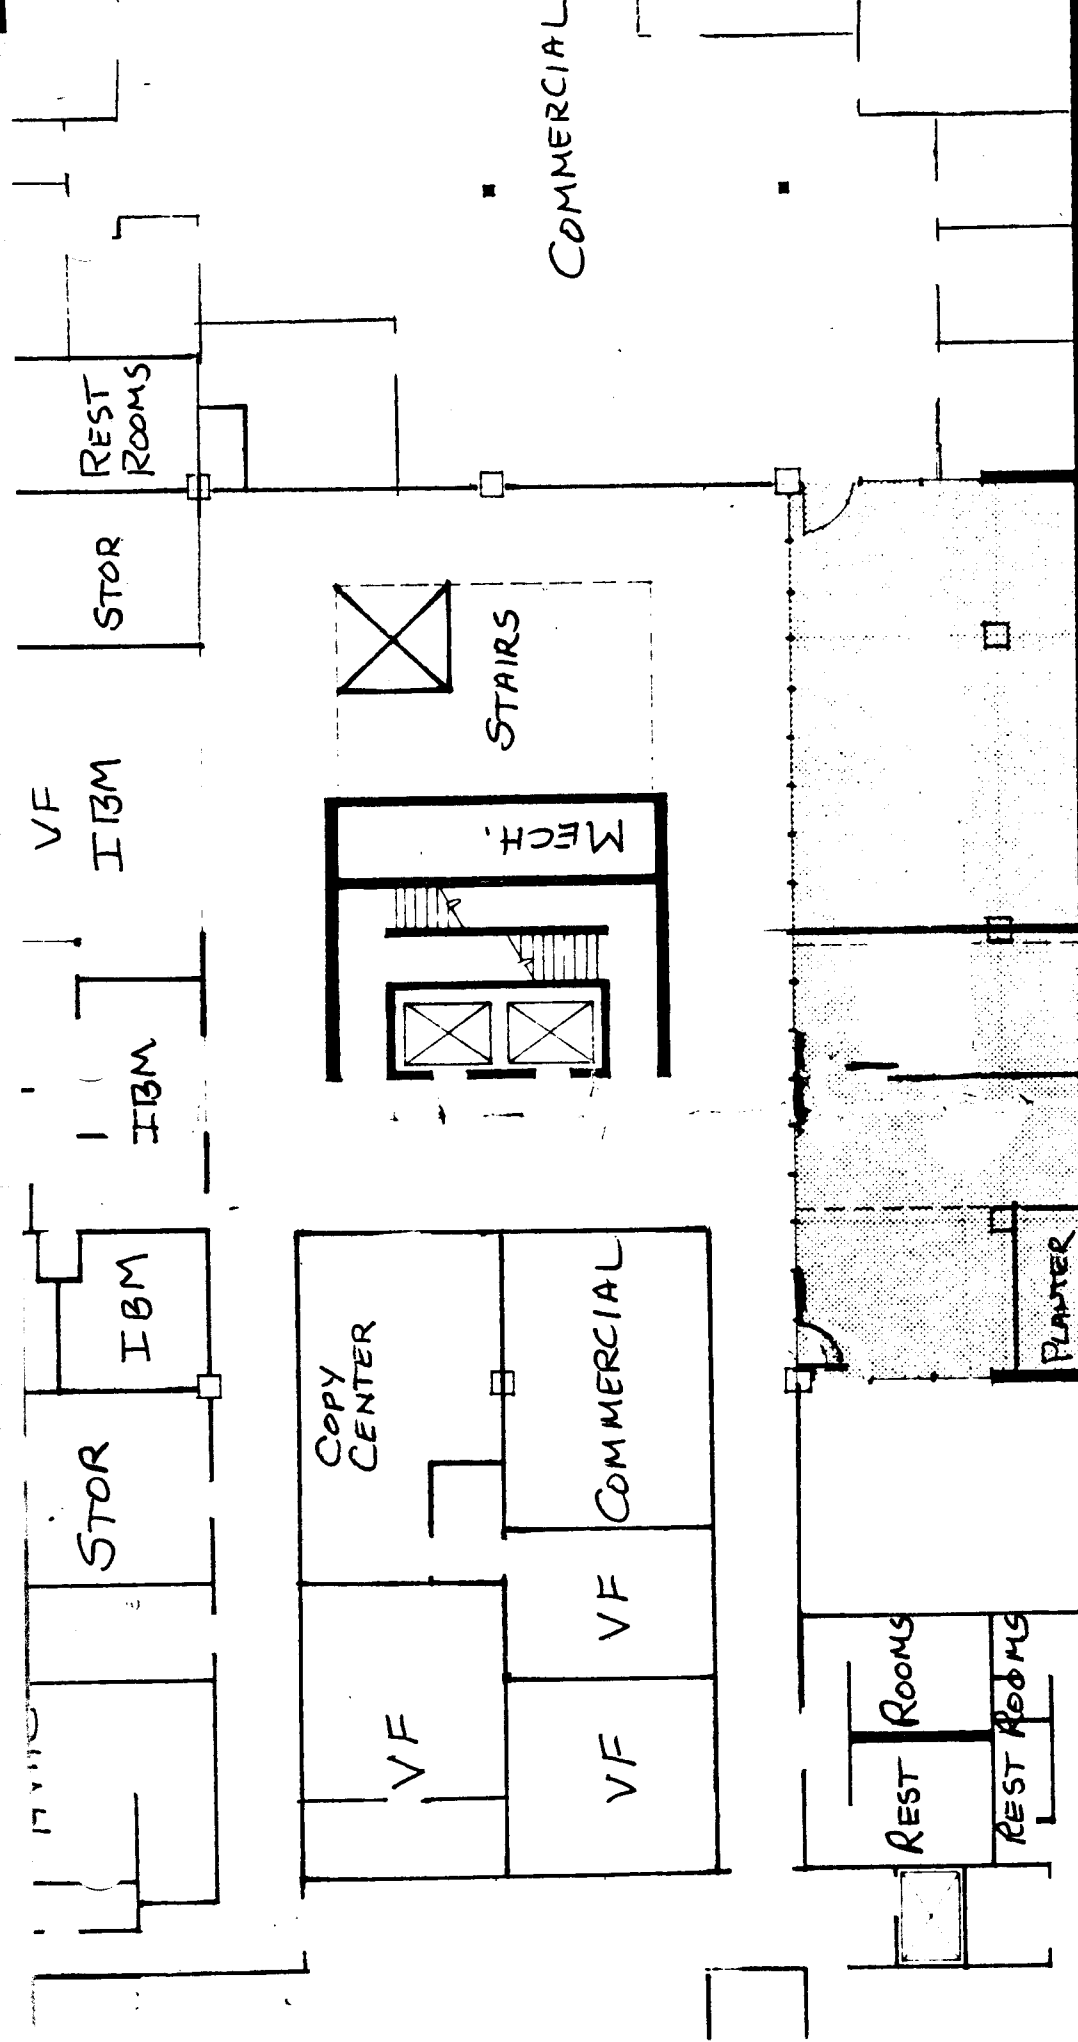 COMMERCIAL
REST
ROOMS
STOR
STAIRS
VF
IBM
MECH.
IBM
IBM
COPY
CENTER
COMMERCIAL
PLANTER
STOR
VF
VF
VF
REST ROOMS
REST ROOMS